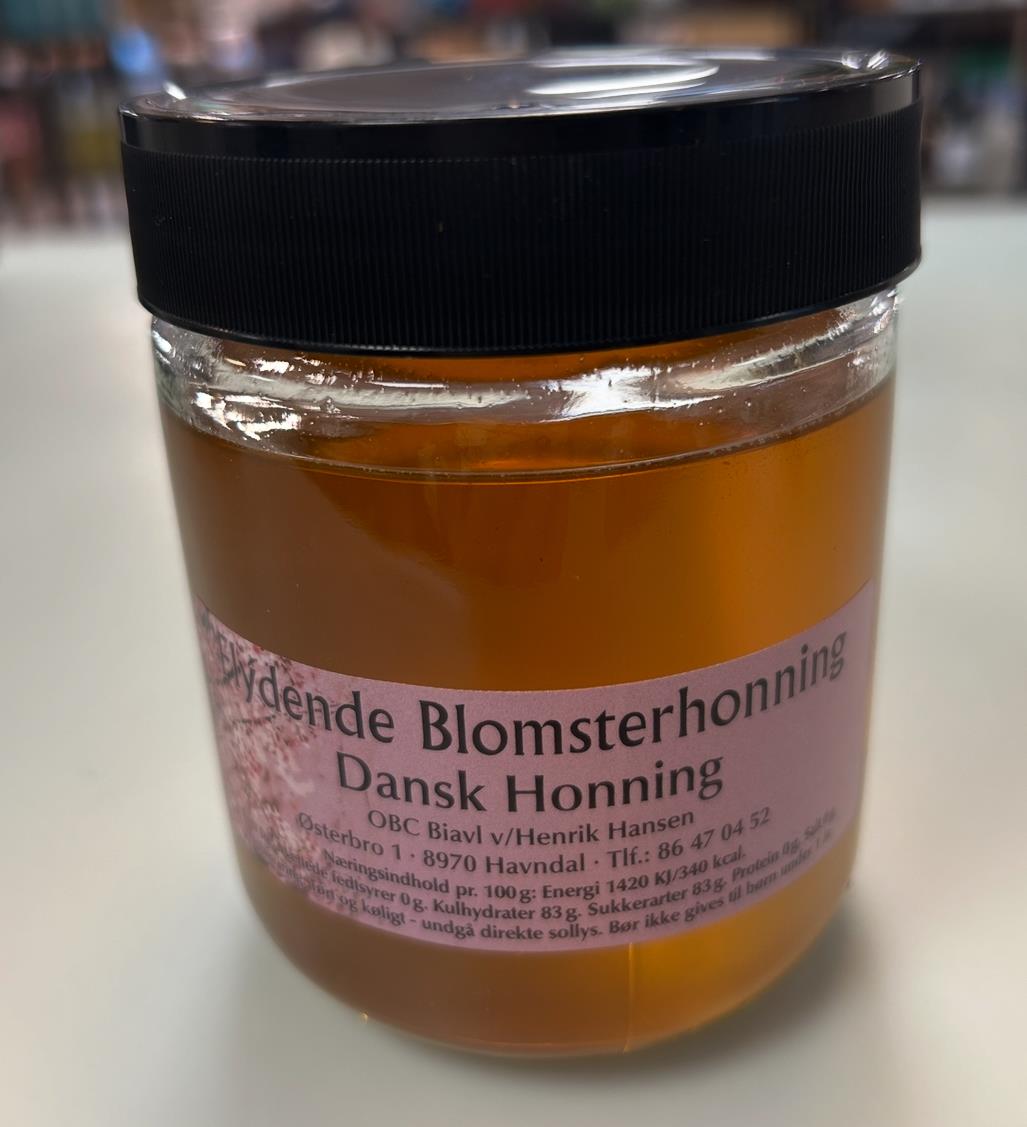 Flydende Blomsterhonning
Dansk Honning
OBC Biavl v/Henrik Hansen
Østerbro 1 · 8970 Havndal · Tlf.: 86 47 04 52
Næringsindhold pr. 100 g: Energi 1420 KJ/340 kcal.
fedtsyrer 0 g. Kulhydrater 83 g. Sukkerarter 83 g. Protein 0 g.
og køligt - undgå direkte sollys. Bør ikke gives til børn under 1